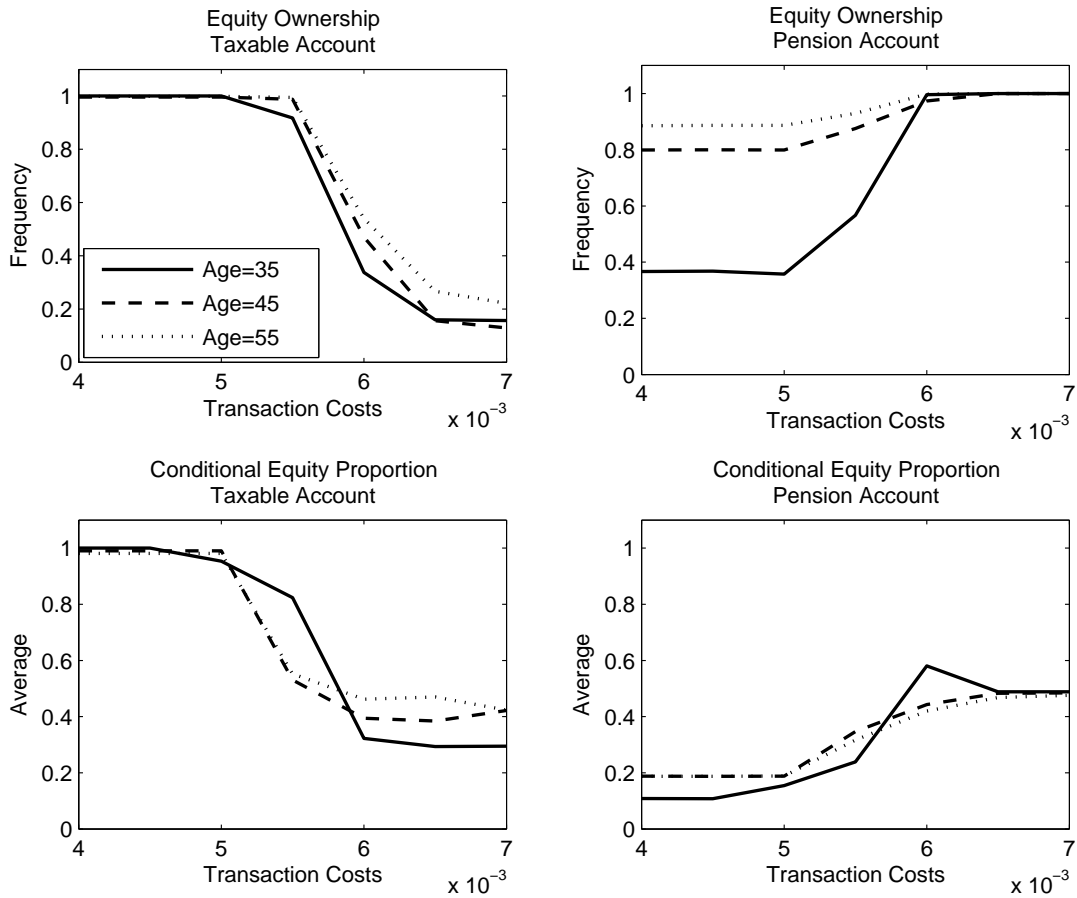 Equity Ownership
Taxable Account
1
0.8
0.6
0.4
0.2
0
Frequency
Age=35
Age=45
Age=55
4 5 6 7
Transaction Costs
x 10⁻³
Equity Ownership
Pension Account
1
0.8
0.6
0.4
0.2
0
Frequency
4 5 6 7
Transaction Costs
x 10⁻³
Conditional Equity Proportion
Taxable Account
1
0.8
0.6
0.4
0.2
0
Average
4 5 6 7
Transaction Costs
x 10⁻³
Conditional Equity Proportion
Pension Account
1
0.8
0.6
0.4
0.2
0
Average
4 5 6 7
Transaction Costs
x 10⁻³